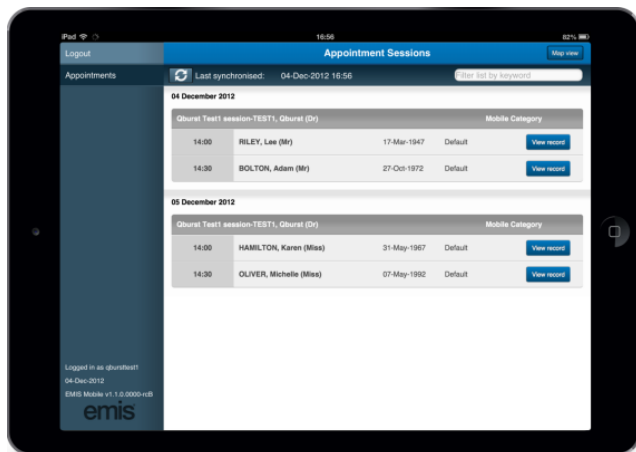 iPad 16:56 82%
Logout Appointment Sessions Map view
Appointments Last synchronised: 04-Dec-2012 16:56 Filter list by keyword
04 December 2012
Qburst Test1 session-TEST1, Qburst (Dr) Mobile Category
14:00 RILEY, Lee (Mr) 17-Mar-1947 Default View record
14:30 BOLTON, Adam (Mr) 27-Oct-1972 Default View record
05 December 2012
Qburst Test1 session-TEST1, Qburst (Dr) Mobile Category
14:00 HAMILTON, Karen (Miss) 31-May-1967 Default View record
14:30 OLIVER, Michelle (Miss) 07-May-1992 Default View record
Logged in as qbursttest1
04-Dec-2012
EMIS Mobile v1.1.0.0000-rc8
emis